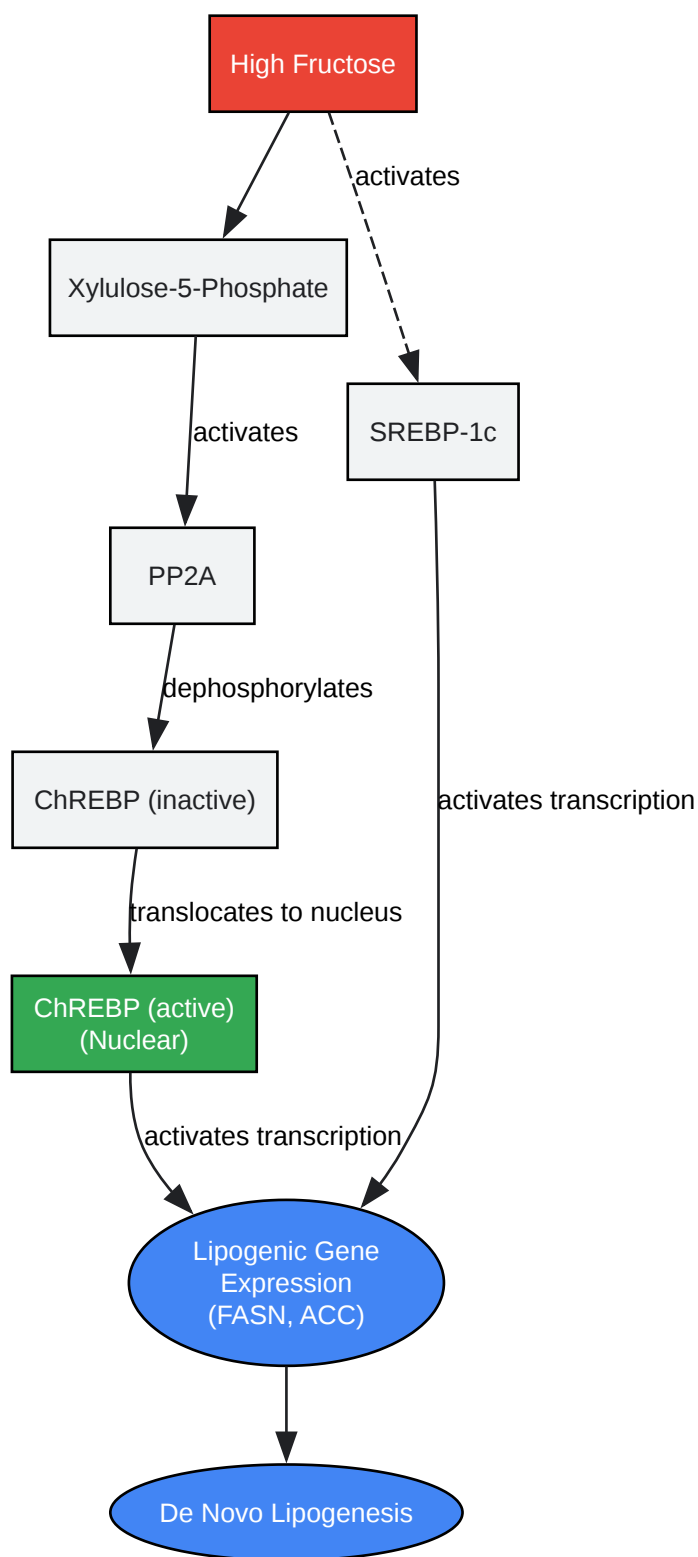 High Fructose
activates
Xylulose-5-Phosphate
SREBP-1c
activates
PP2A
dephosphorylates
ChREBP (inactive)
activates transcription
translocates to nucleus
ChREBP (active)
(Nuclear)
activates transcription
Lipogenic Gene
Expression
(FASN, ACC)
De Novo Lipogenesis